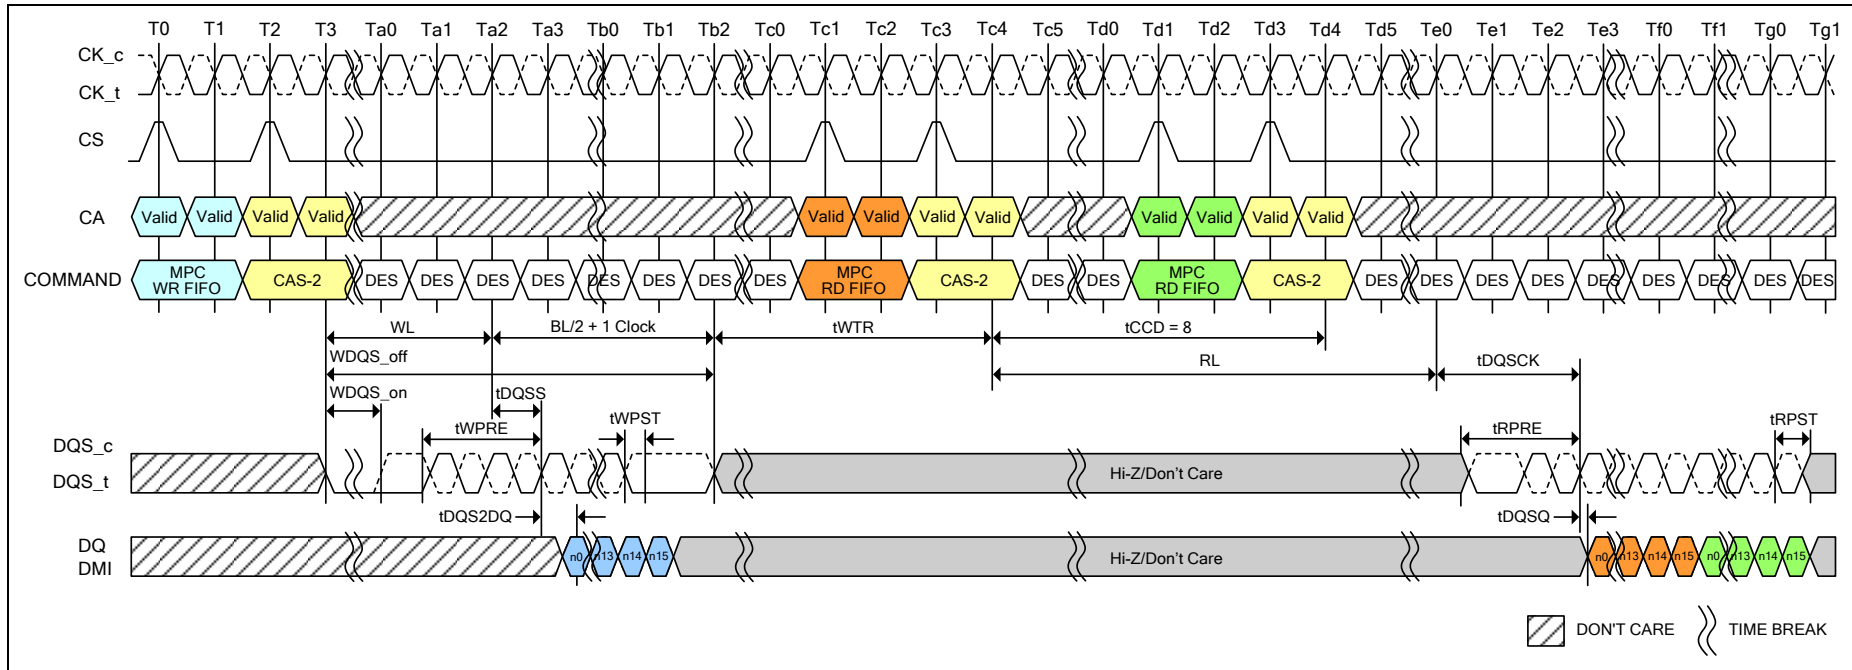 T0 T1 T2 T3 Ta0 Ta1 Ta2 Ta3 Tb0 Tb1 Tb2 Tc0 Tc1 Tc2 Tc3 Tc4 Tc5 Td0 Td1 Td2 Td3 Td4 Td5 Te0 Te1 Te2 Te3 Tf0 Tf1 Tg0 Tg1
CK_c
CK_t
CS
CA Valid Valid Valid Valid Valid Valid Valid Valid Valid Valid Valid Valid
COMMAND MPC WR FIFO CAS-2 DES DES DES DES DES DES DES DES MPC RD FIFO CAS-2 DES DES MPC RD FIFO CAS-2 DES DES DES DES DES DES DES DES DES
WL BL/2 + 1 Clock tWTR tCCD = 8
WDQS_off RL tDQSCK
WDQS_on tDQSS
tWPRE tWPST tRPRE tRPST
DQS_c
DQS_t Hi-Z/Don't Care
tDQS2DQ tDQSQ
DQ
DMI n0 n13 n14 n15 Hi-Z/Don't Care n0 n13 n14 n15 n0 n13 n14 n15
DON'T CARE TIME BREAK